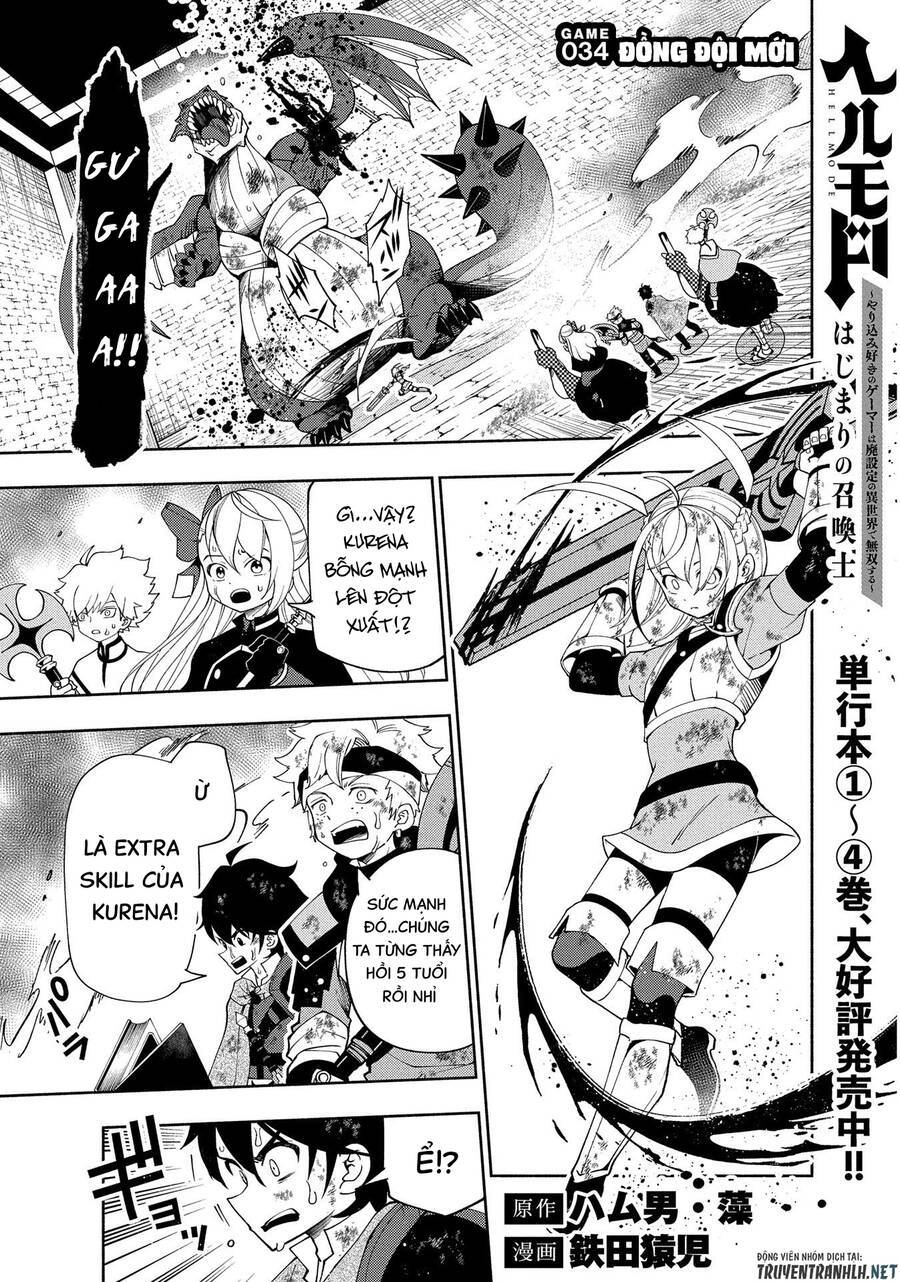 GAME
034 ĐỒNG ĐỘI MỚI
ヘルモード
HELLMODE
～やり込み好きのゲーマーは廃設定の異世界で無双する～
はじまりの召喚士
単行本①～④巻、大好評発売中!!
GƯ
GA
AA
A!!
GÌ...VẬY?
KURENA
BỖNG MẠNH
LÊN ĐỘT
XUẤT!?
SỨC MẠNH
ĐÓ...CHÚNG
TA TỪNG THẤY
HỒI 5 TUỔI
RỒI NHỈ
Ừ
LÀ EXTRA
SKILL CỦA
KURENA!
Ể!?
ギョッ
原作 ハム男・藻
漫画 鉄田猿児
ĐỘNG VIÊN NHÓM DỊCH TẠI:
TRUYENTRANHLH.NET